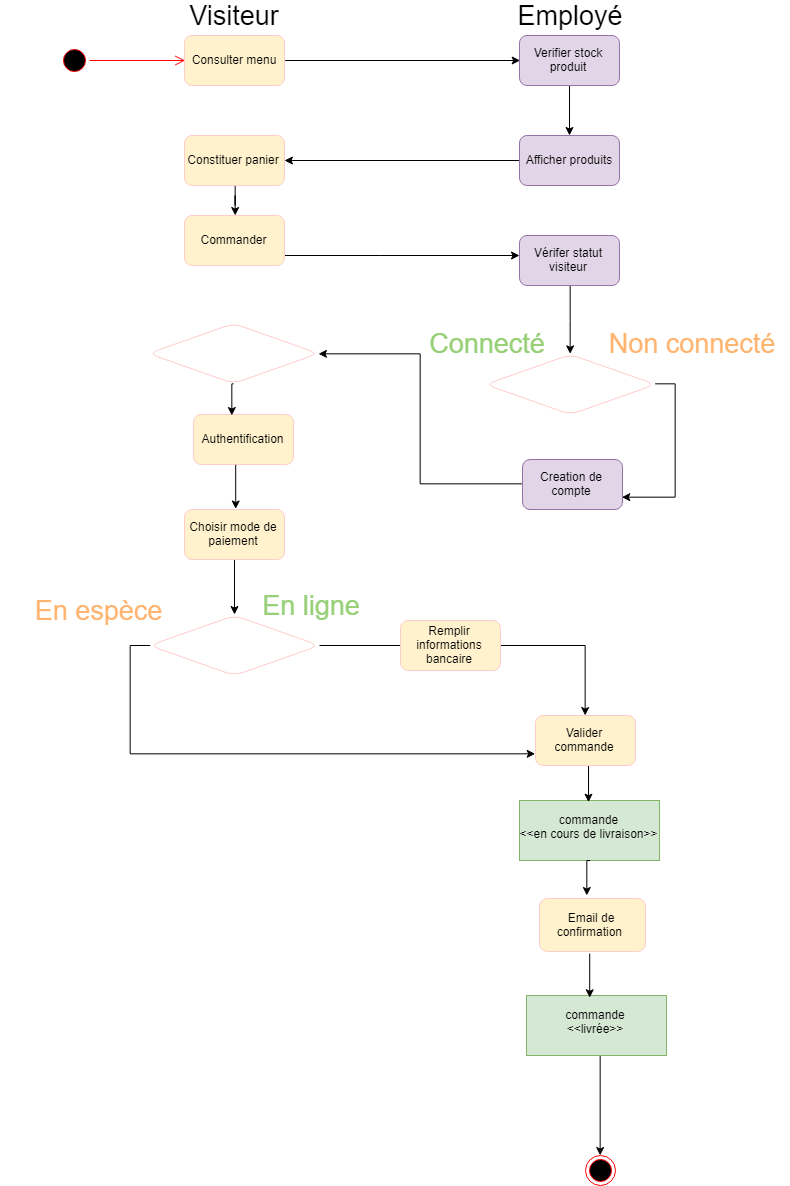 Visiteur
Employé
Consulter menu
Verifier stock
produit
Constituer panier
Afficher produits
Commander
Vérifer statut
visiteur
Connecté
Non connecté
Authentification
Creation de
compte
Choisir mode de
paiement
En espèce
En ligne
Remplir
informations
bancaire
Valider
commande
commande
<<en cours de livraison>>
Email de
confirmation
commande
<<livrée>>